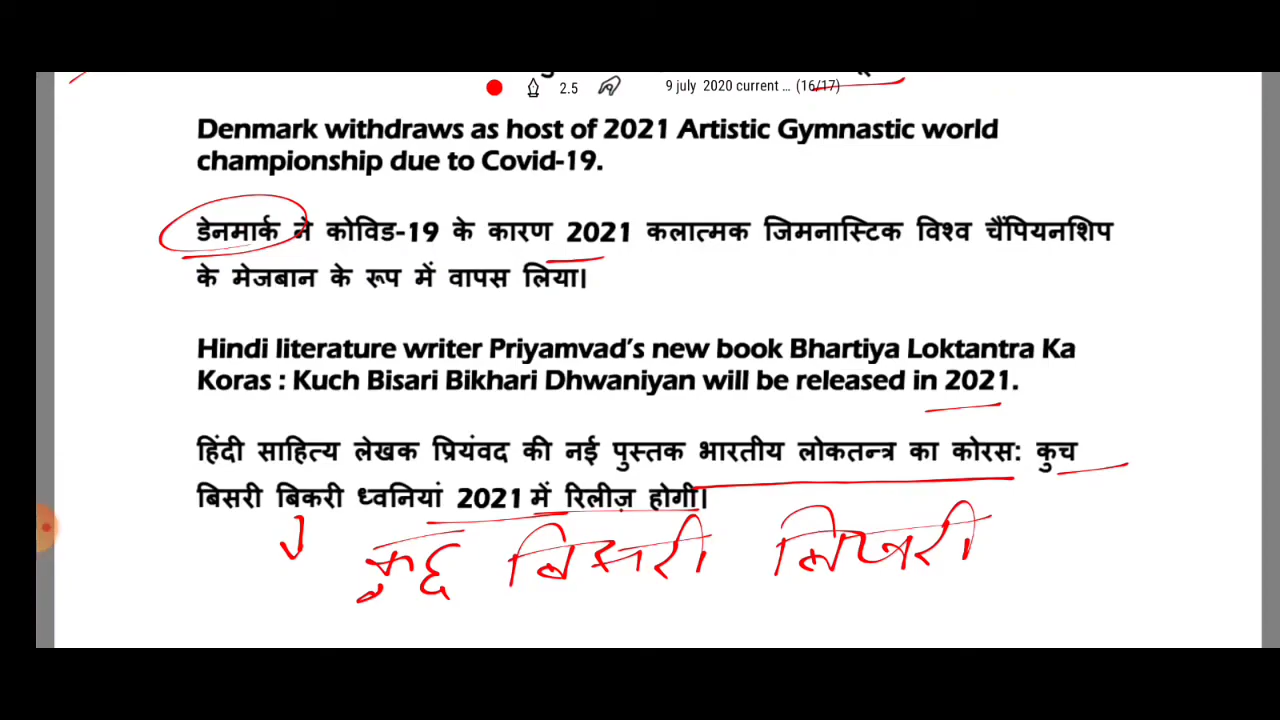 2.5 9 july 2020 current ... (16/17)
Denmark withdraws as host of 2021 Artistic Gymnastic world
championship due to Covid-19.
डेनमार्क ने कोविड-19 के कारण 2021 कलात्मक जिमनास्टिक विश्व चैंपियनशिप
के मेजबान के रूप में वापस लिया।
Hindi literature writer Priyamvad's new book Bhartiya Loktantra Ka
Koras : Kuch Bisari Bikhari Dhwaniyan will be released in 2021.
हिंदी साहित्य लेखक प्रियंवद की नई पुस्तक भारतीय लोकतन्त्र का कोरस: कुच
बिसरी बिकरी ध्वनियां 2021 में रिलीज़ होगी।
कुछ बिसरी बिखरी